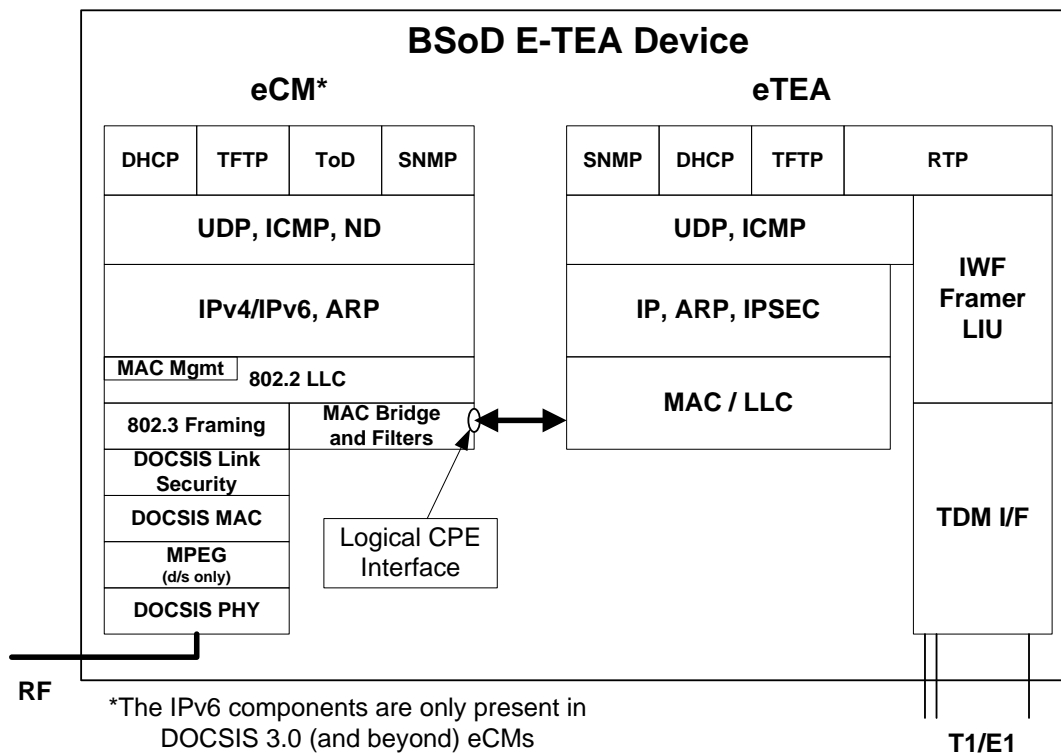 BSoD E-TEA Device
eCM*
eTEA
DHCP
TFTP
ToD
SNMP
SNMP
DHCP
TFTP
RTP
UDP, ICMP, ND
UDP, ICMP
IWF
Framer
LIU
IPv4/IPv6, ARP
IP, ARP, IPSEC
MAC Mgmt
802.2 LLC
MAC / LLC
802.3 Framing
MAC Bridge
and Filters
DOCSIS Link
Security
DOCSIS MAC
TDM I/F
Logical CPE
Interface
MPEG
(d/s only)
DOCSIS PHY
RF
*The IPv6 components are only present in
DOCSIS 3.0 (and beyond) eCMs
T1/E1